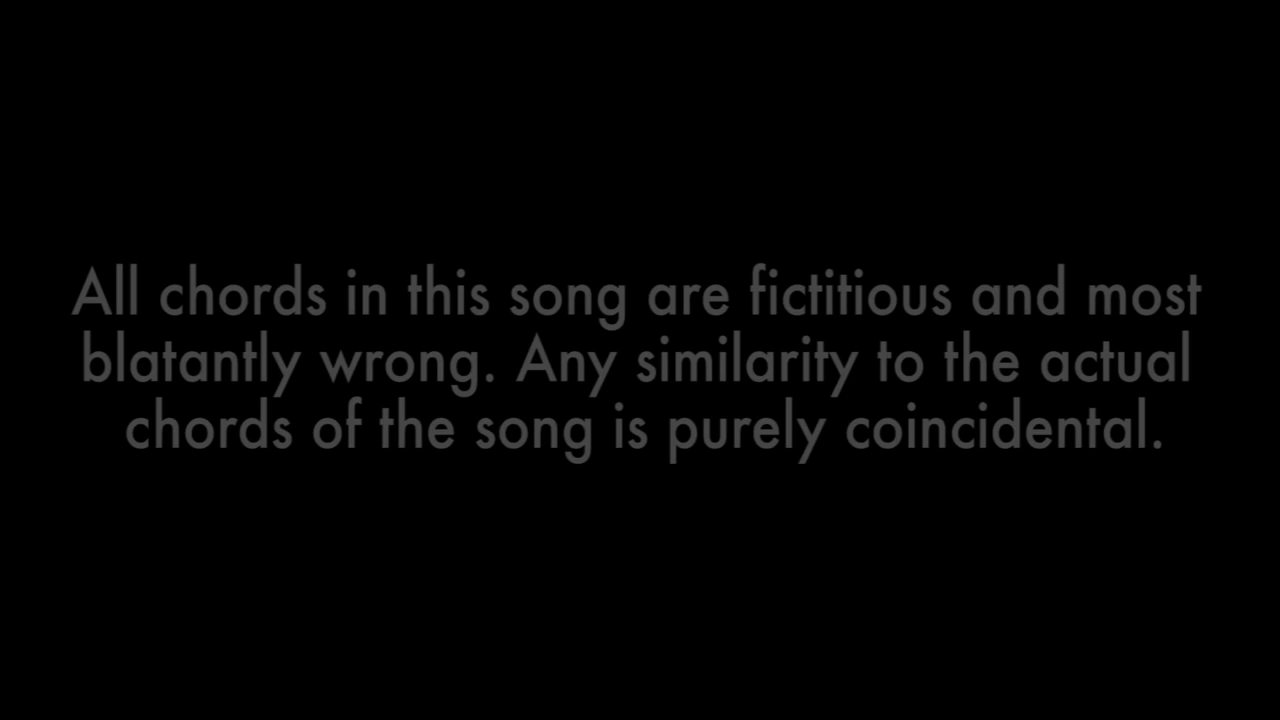 All chords in this song are fictitious and most
blatantly wrong. Any similarity to the actual
chords of the song is purely coincidental.